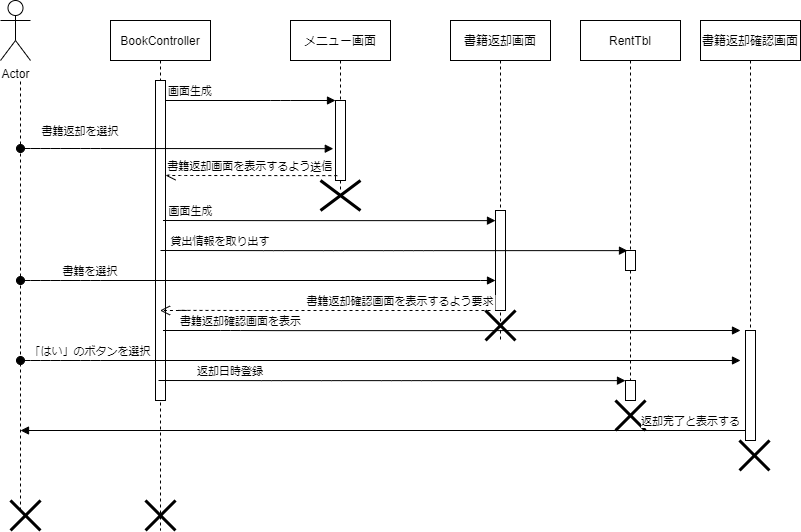 Actor
BookController
メニュー画面
書籍返却画面
RentTbl
書籍返却確認画面
画面生成
書籍返却を選択
書籍返却画面を表示するよう送信
画面生成
貸出情報を取り出す
書籍を選択
書籍返却確認画面を表示するよう要求
書籍返却確認画面を表示
「はい」のボタンを選択
返却日時登録
返却完了と表示する